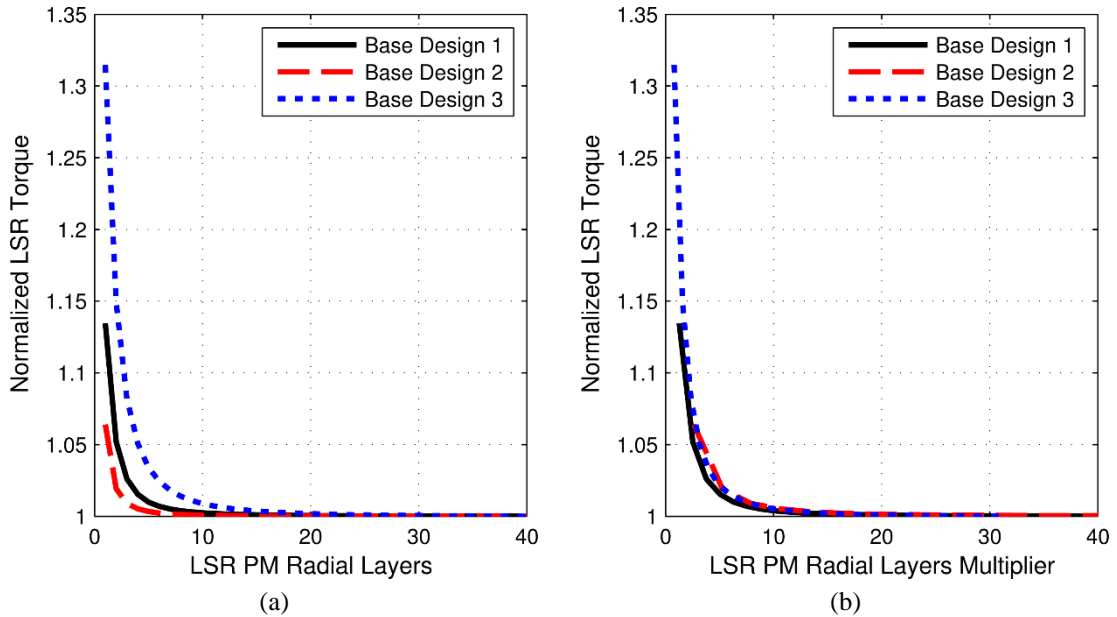 1.35
1.3
1.25
1.2
1.15
1.1
1.05
1
0
10
20
30
40
Normalized LSR Torque
LSR PM Radial Layers
Base Design 1
Base Design 2
Base Design 3
(a)
1.35
1.3
1.25
1.2
1.15
1.1
1.05
1
0
10
20
30
40
Normalized LSR Torque
LSR PM Radial Layers Multiplier
Base Design 1
Base Design 2
Base Design 3
(b)